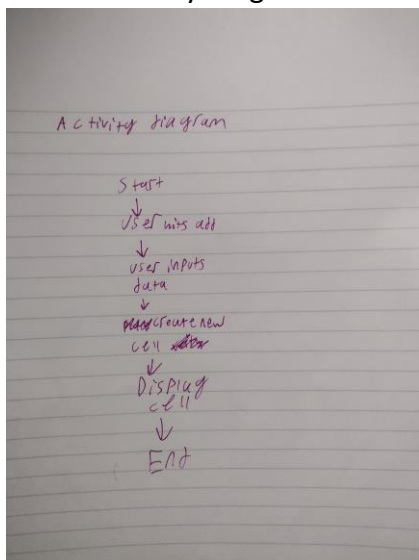 Activity diagram
Start
↓
User hits add
↓
user inputs
data
↓
create new
cell
↓
Display
cell
↓
End